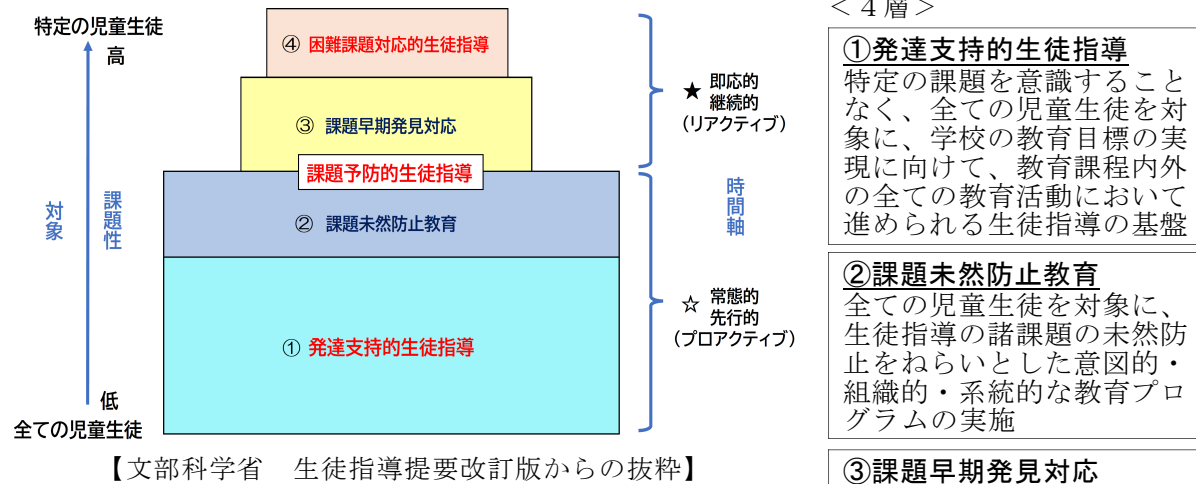 特定の児童生徒
高
対象
課題性
低
全ての児童生徒
④ 困難課題対応的生徒指導
③ 課題早期発見対応
課題予防的生徒指導
② 課題未然防止教育
① 発達支持的生徒指導
★ 即応的
継続的
(リアクティブ)
時間軸
☆ 常態的
先行的
(プロアクティブ)
【文部科学省　生徒指導提要改訂版からの抜粋】
＜４層＞
①発達支持的生徒指導
特定の課題を意識すること
なく、全ての児童生徒を対
象に、学校の教育目標の実
現に向けて、教育課程内外
の全ての教育活動において
進められる生徒指導の基盤
②課題未然防止教育
全ての児童生徒を対象に、
生徒指導の諸課題の未然防
止をねらいとした意図的・
組織的・系統的な教育プロ
グラムの実施
③課題早期発見対応